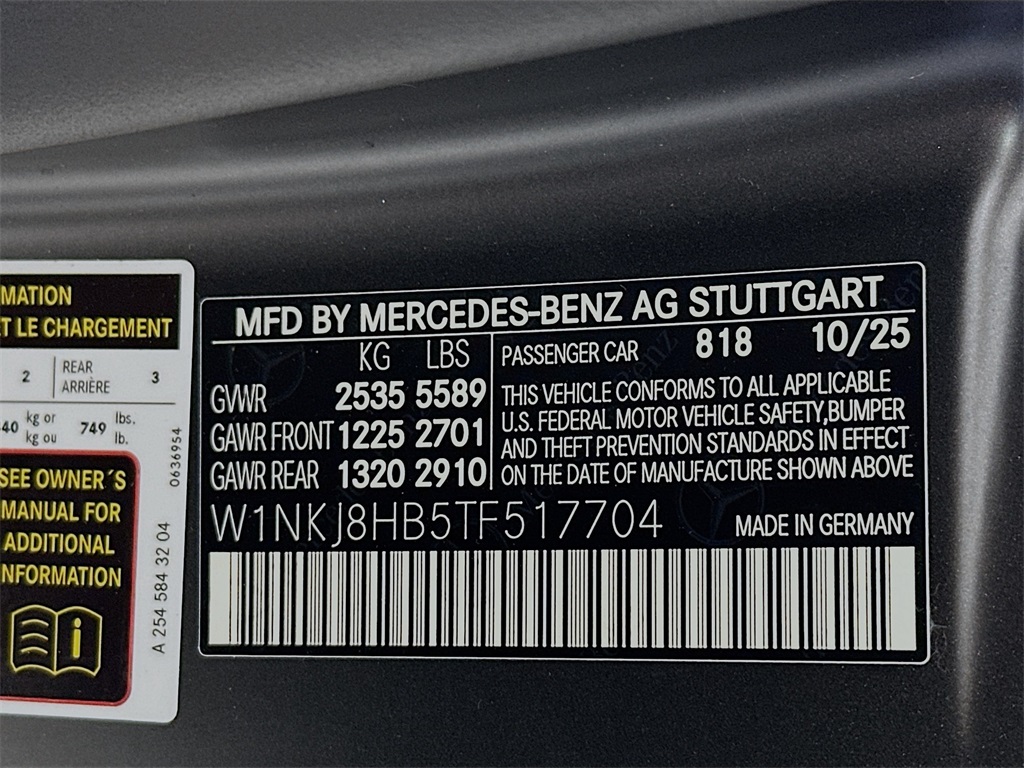 MATION
ET LE CHARGEMENT
2 REAR ARRIÈRE 3
40 kg or kg ou 749 lbs. lb.
SEE OWNER´S
MANUAL FOR
ADDITIONAL
NFORMATION
A 254 584 32 04
0636954
MFD BY MERCEDES-BENZ AG STUTTGART
KG LBS
GVWR 2535 5589
GAWR FRONT 1225 2701
GAWR REAR 1320 2910
PASSENGER CAR 818 10/25
THIS VEHICLE CONFORMS TO ALL APPLICABLE
U.S. FEDERAL MOTOR VEHICLE SAFETY,BUMPER
AND THEFT PREVENTION STANDARDS IN EFFECT
ON THE DATE OF MANUFACTURE SHOWN ABOVE
W1NKJ8HB5TF517704
MADE IN GERMANY